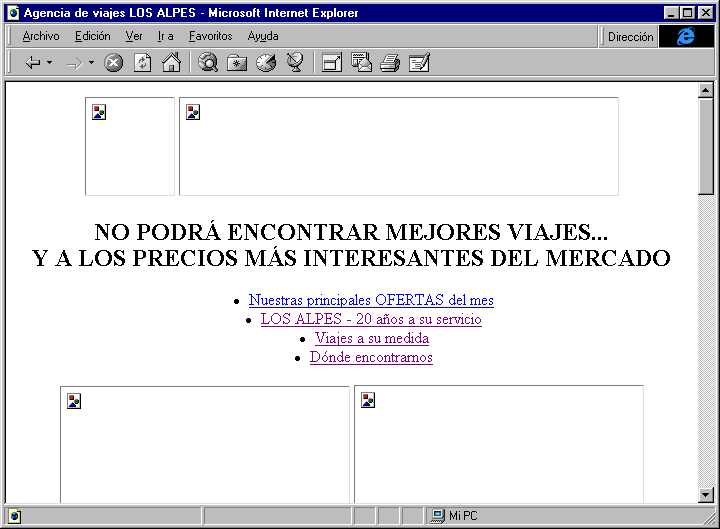 Agencia de viajes LOS ALPES - Microsoft Internet Explorer
Archivo Edición Ver Ir a Favoritos Ayuda Dirección
NO PODRÁ ENCONTRAR MEJORES VIAJES...
Y A LOS PRECIOS MÁS INTERESANTES DEL MERCADO
Nuestras principales OFERTAS del mes
LOS ALPES - 20 años a su servicio
Viajes a su medida
Dónde encontrarnos
Mi PC